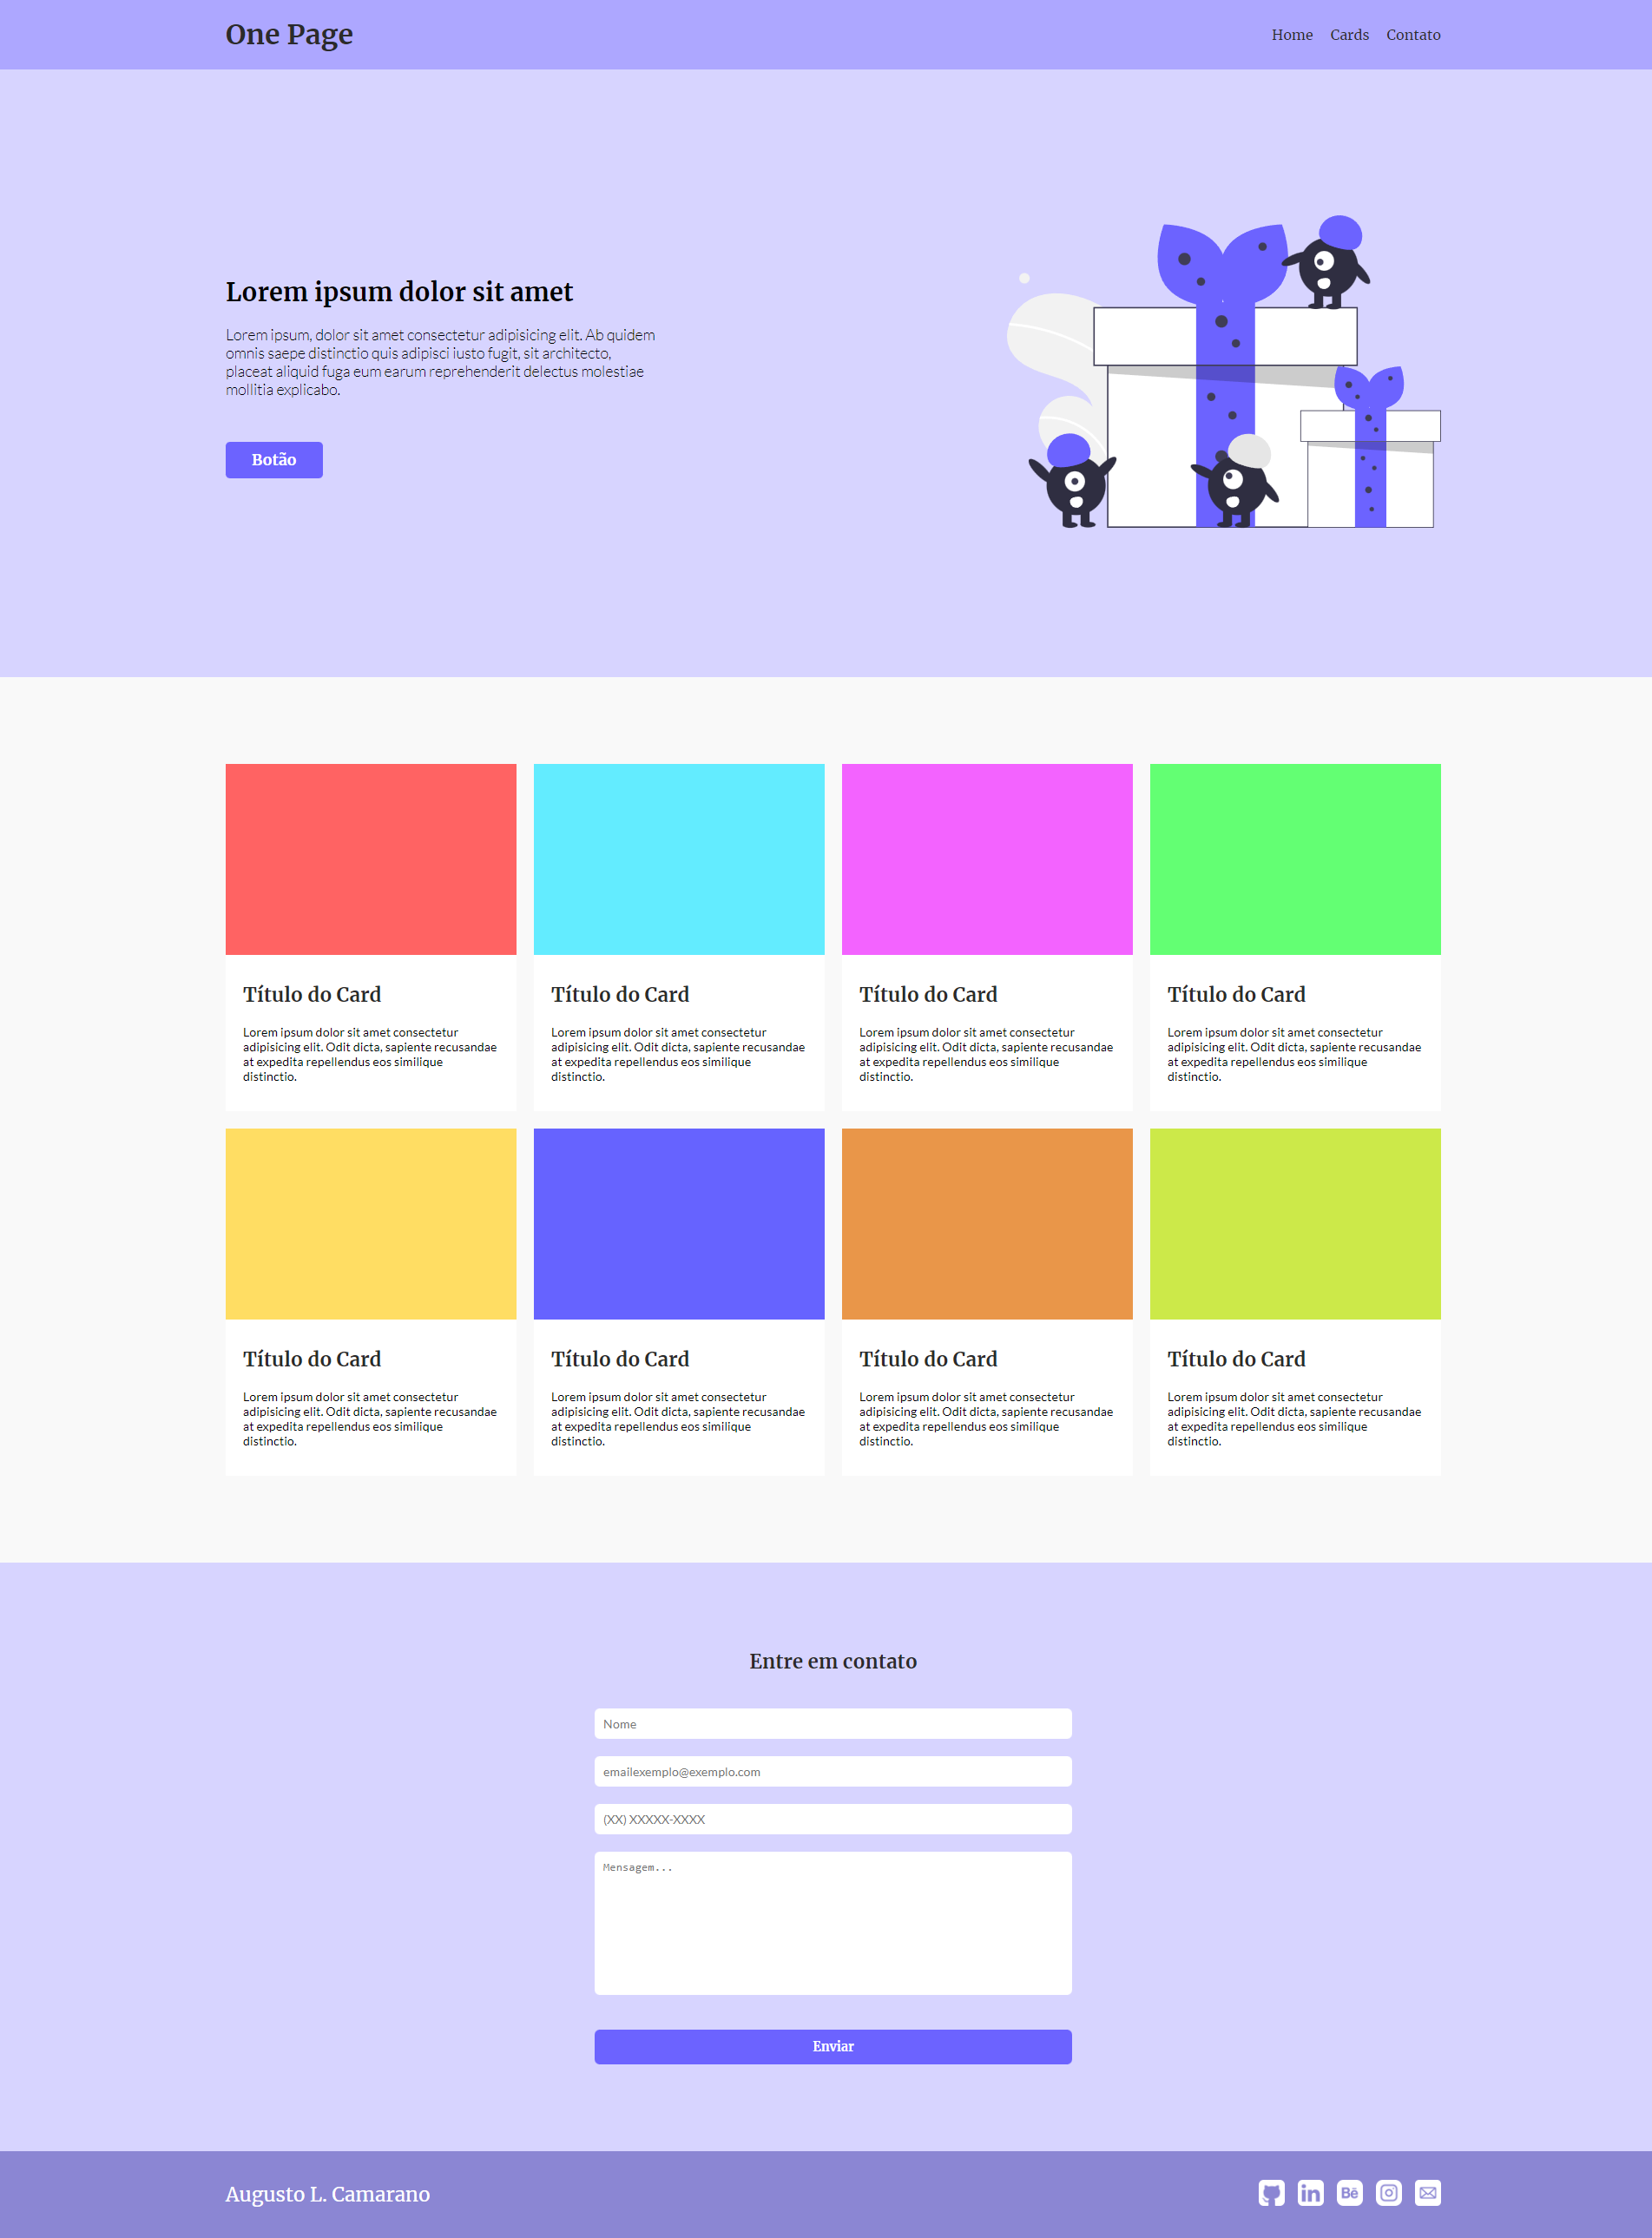 One Page
Home Cards Contato
Lorem ipsum dolor sit amet
Lorem ipsum, dolor sit amet consectetur adipisicing elit. Ab quidem
omnis saepe distinctio quis adipisci iusto fugit, sit architecto,
placeat aliquid fuga eum earum reprehenderit delectus molestiae
mollitia explicabo.
Botão
Título do Card
Lorem ipsum dolor sit amet consectetur
adipisicing elit. Odit dicta, sapiente recusandae
at expedita repellendus eos similique
distinctio.
Título do Card
Lorem ipsum dolor sit amet consectetur
adipisicing elit. Odit dicta, sapiente recusandae
at expedita repellendus eos similique
distinctio.
Título do Card
Lorem ipsum dolor sit amet consectetur
adipisicing elit. Odit dicta, sapiente recusandae
at expedita repellendus eos similique
distinctio.
Título do Card
Lorem ipsum dolor sit amet consectetur
adipisicing elit. Odit dicta, sapiente recusandae
at expedita repellendus eos similique
distinctio.
Título do Card
Lorem ipsum dolor sit amet consectetur
adipisicing elit. Odit dicta, sapiente recusandae
at expedita repellendus eos similique
distinctio.
Título do Card
Lorem ipsum dolor sit amet consectetur
adipisicing elit. Odit dicta, sapiente recusandae
at expedita repellendus eos similique
distinctio.
Título do Card
Lorem ipsum dolor sit amet consectetur
adipisicing elit. Odit dicta, sapiente recusandae
at expedita repellendus eos similique
distinctio.
Título do Card
Lorem ipsum dolor sit amet consectetur
adipisicing elit. Odit dicta, sapiente recusandae
at expedita repellendus eos similique
distinctio.
Entre em contato
Nome
emailexemplo@exemplo.com
(XX) XXXXX-XXXX
Mensagem...
Enviar
Augusto L. Camarano
in Bē